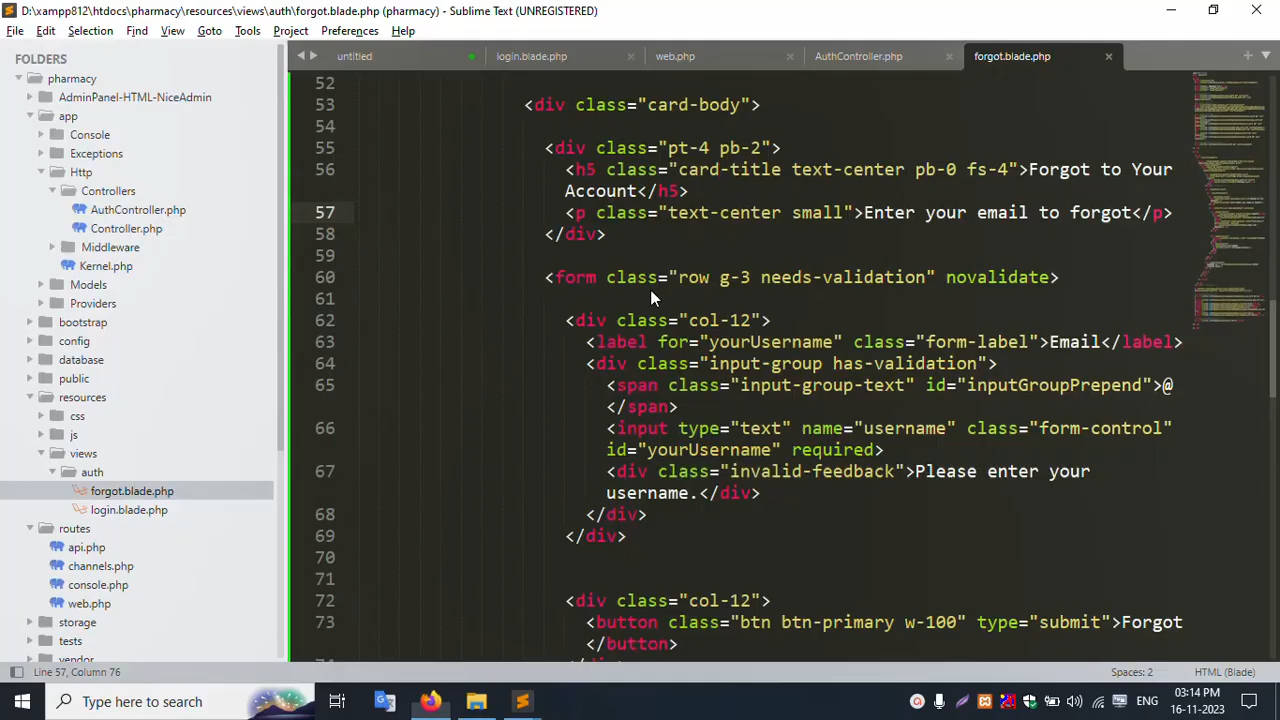 D:\xampp812\htdocs\pharmacy\resources\views\auth\forgot.blade.php (pharmacy) - Sublime Text (UNREGISTERED)
File Edit Selection Find View Goto Tools Project Preferences Help
FOLDERS
pharmacy
AdminPanel-HTML-NiceAdmin
app
Console
Exceptions
Http
Controllers
AuthController.php
Controller.php
Middleware
Kernel.php
Models
Providers
bootstrap
config
database
public
resources
css
js
views
auth
forgot.blade.php
login.blade.php
routes
api.php
channels.php
console.php
web.php
storage
tests
vendor
untitled login.blade.php web.php AuthController.php forgot.blade.php
52
53 <div class="card-body">
54
55 <div class="pt-4 pb-2">
56 <h5 class="card-title text-center pb-0 fs-4">Forgot to Your
Account</h5>
57 <p class="text-center small">Enter your email to forgot</p>
58 </div>
59
60 <form class="row g-3 needs-validation" novalidate>
61
62 <div class="col-12">
63 <label for="yourUsername" class="form-label">Email</label>
64 <div class="input-group has-validation">
65 <span class="input-group-text" id="inputGroupPrepend">@
</span>
66 <input type="text" name="username" class="form-control"
id="yourUsername" required>
67 <div class="invalid-feedback">Please enter your
username.</div>
68 </div>
69 </div>
70
71
72 <div class="col-12">
73 <button class="btn btn-primary w-100" type="submit">Forgot
</button>
Line 57, Column 76 Spaces: 2 HTML (Blade)
Type here to search
ENG
03:14 PM
16-11-2023